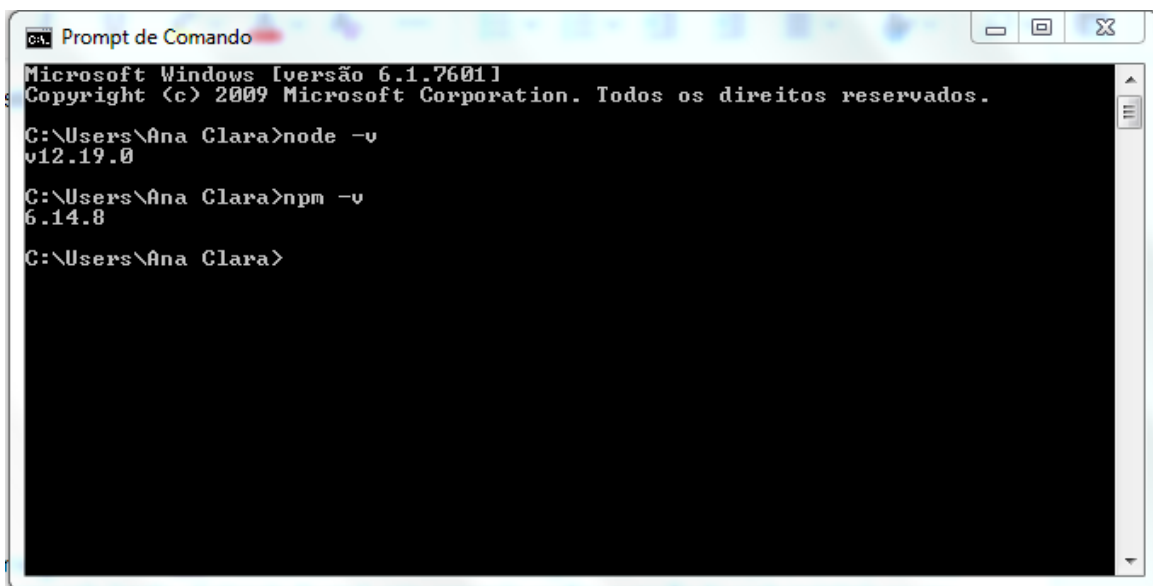 Prompt de Comando
Microsoft Windows [versão 6.1.7601]
Copyright (c) 2009 Microsoft Corporation. Todos os direitos reservados.
C:\Users\Ana Clara>node -v
v12.19.0
C:\Users\Ana Clara>npm -v
6.14.8
C:\Users\Ana Clara>